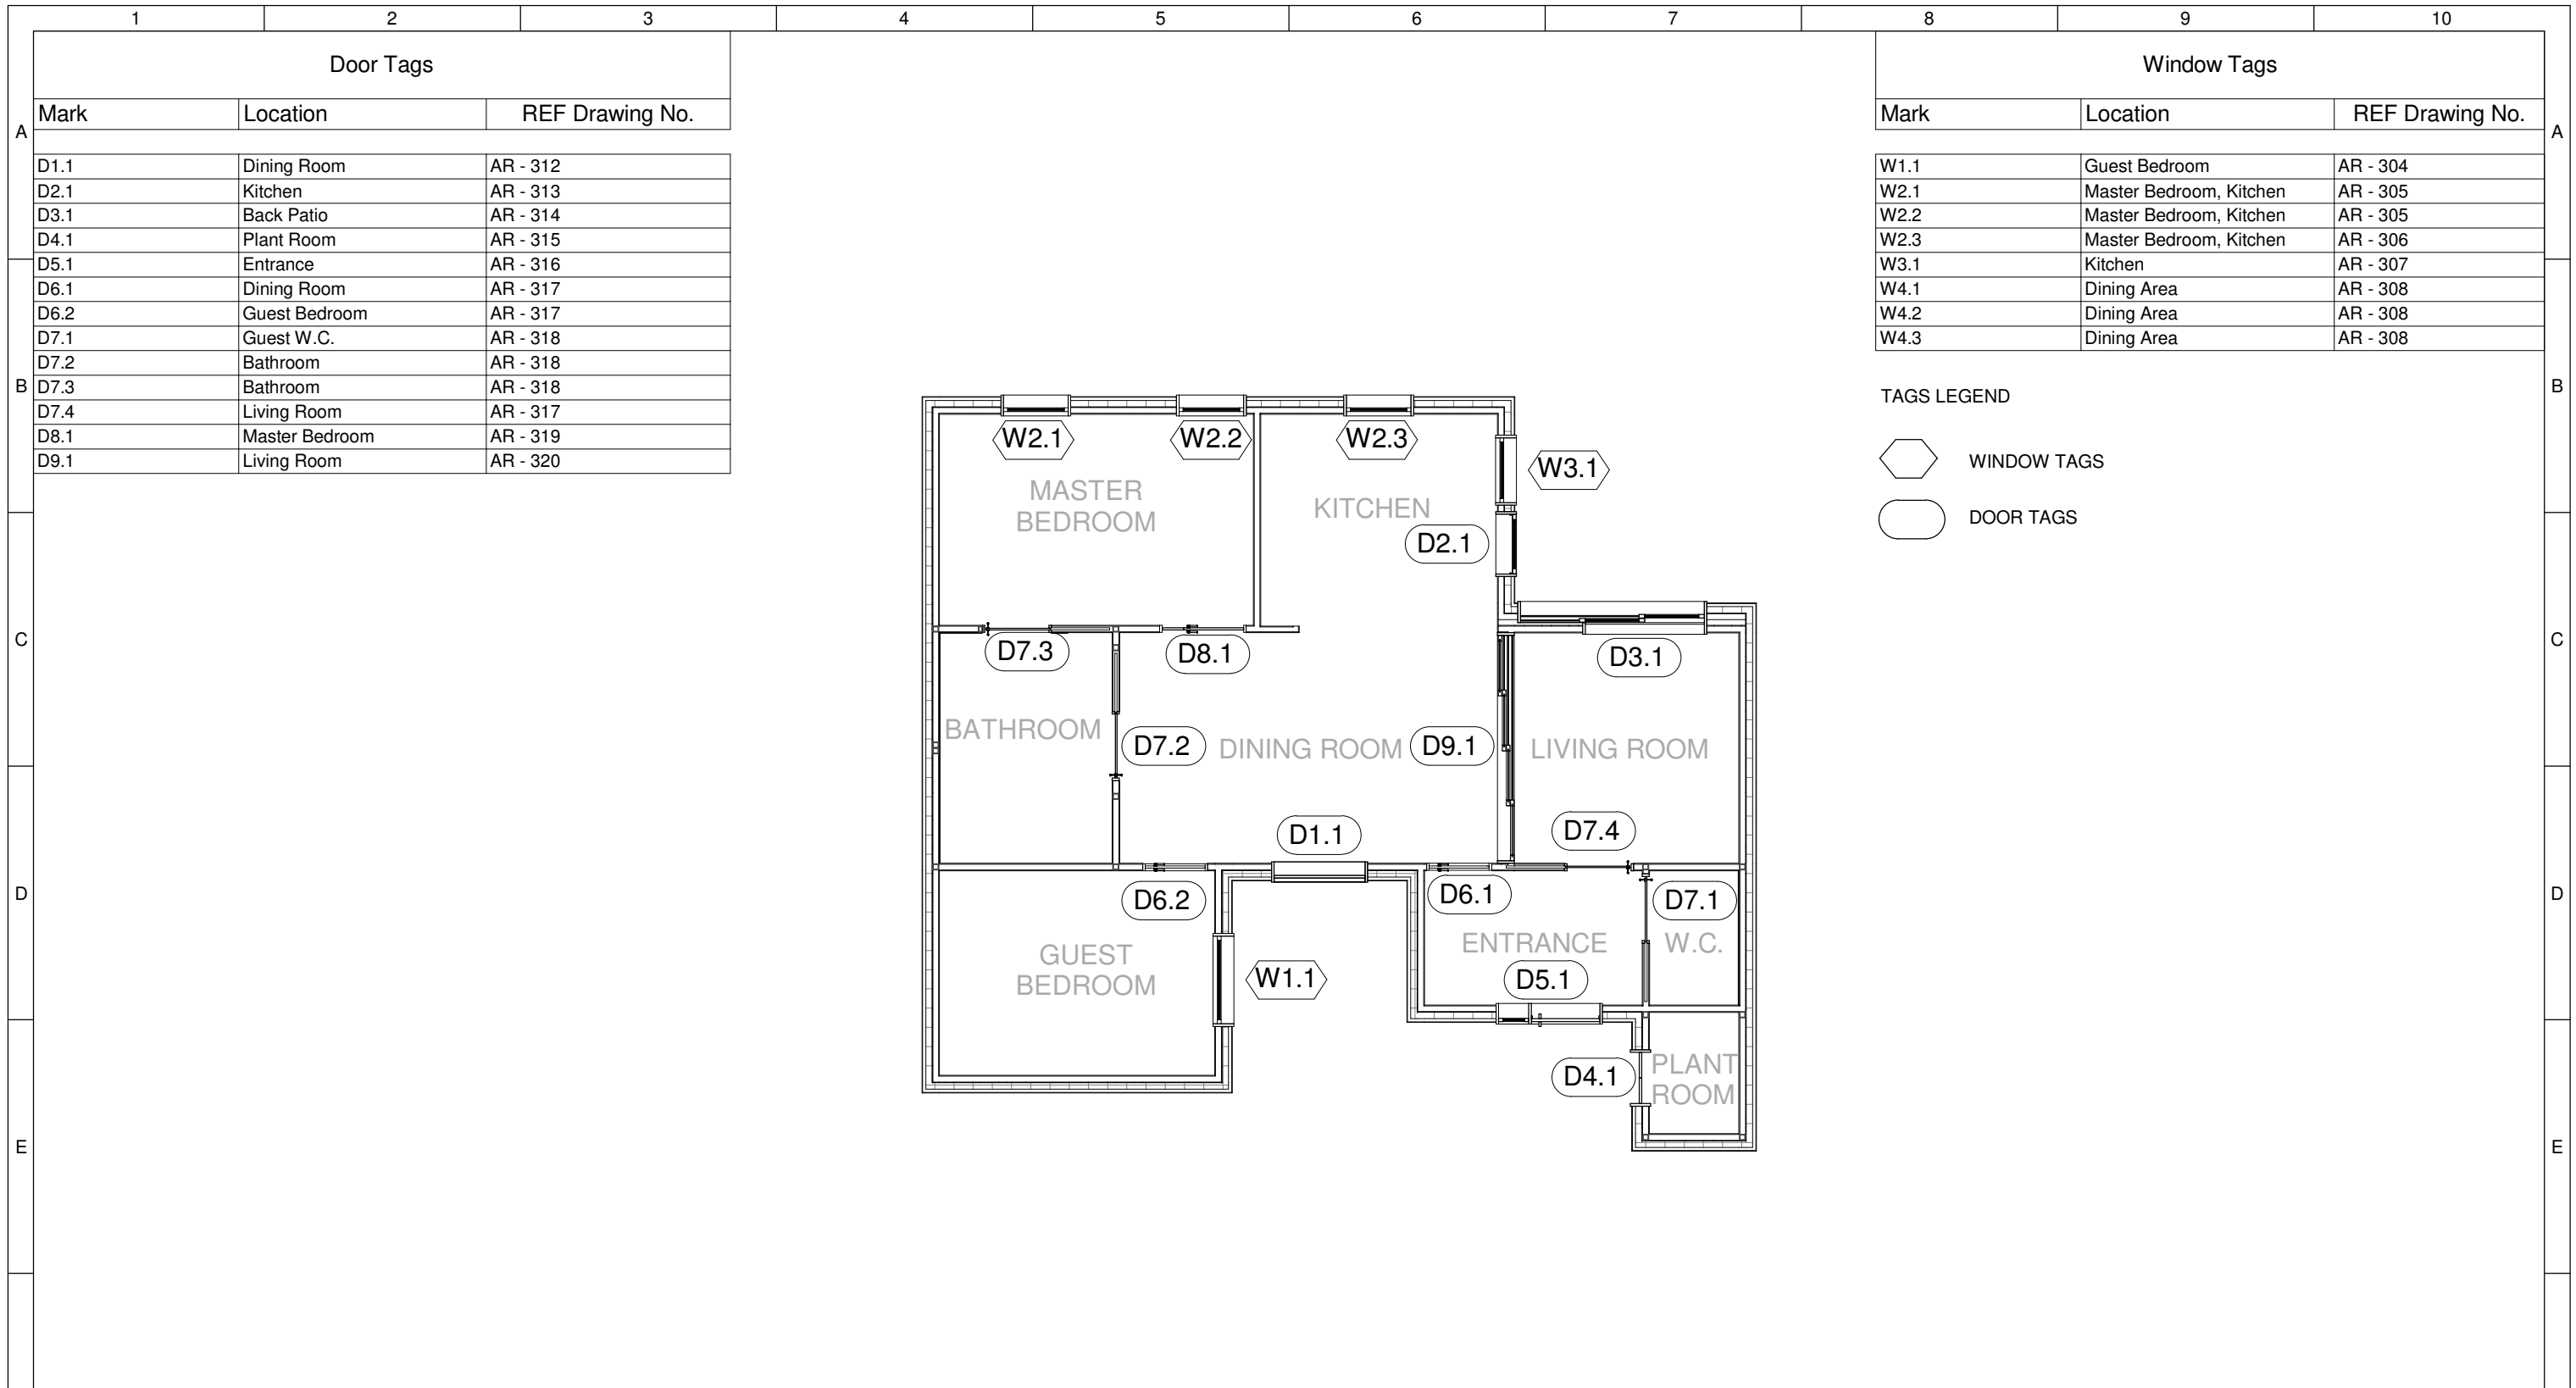 1 2 3 4 5 6 7 8 9 10
Door Tags
Mark Location REF Drawing No.
D1.1 Dining Room AR - 312
D2.1 Kitchen AR - 313
D3.1 Back Patio AR - 314
D4.1 Plant Room AR - 315
D5.1 Entrance AR - 316
D6.1 Dining Room AR - 317
D6.2 Guest Bedroom AR - 317
D7.1 Guest W.C. AR - 318
D7.2 Bathroom AR - 318
D7.3 Bathroom AR - 318
D7.4 Living Room AR - 317
D8.1 Master Bedroom AR - 319
D9.1 Living Room AR - 320
Window Tags
Mark Location REF Drawing No.
W1.1 Guest Bedroom AR - 304
W2.1 Master Bedroom, Kitchen AR - 305
W2.2 Master Bedroom, Kitchen AR - 305
W2.3 Master Bedroom, Kitchen AR - 306
W3.1 Kitchen AR - 307
W4.1 Dining Area AR - 308
W4.2 Dining Area AR - 308
W4.3 Dining Area AR - 308
TAGS LEGEND
WINDOW TAGS
DOOR TAGS
A A
B B
C C
D D
E E
W2.1 W2.2 W2.3
W3.1
MASTER
BEDROOM
KITCHEN
D2.1
D7.3 D8.1 D3.1
BATHROOM D7.2 DINING ROOM D9.1 LIVING ROOM
D1.1 D7.4
D6.2 D6.1 D7.1
GUEST
BEDROOM
ENTRANCE W.C.
W1.1 D5.1
D4.1
PLANT
ROOM